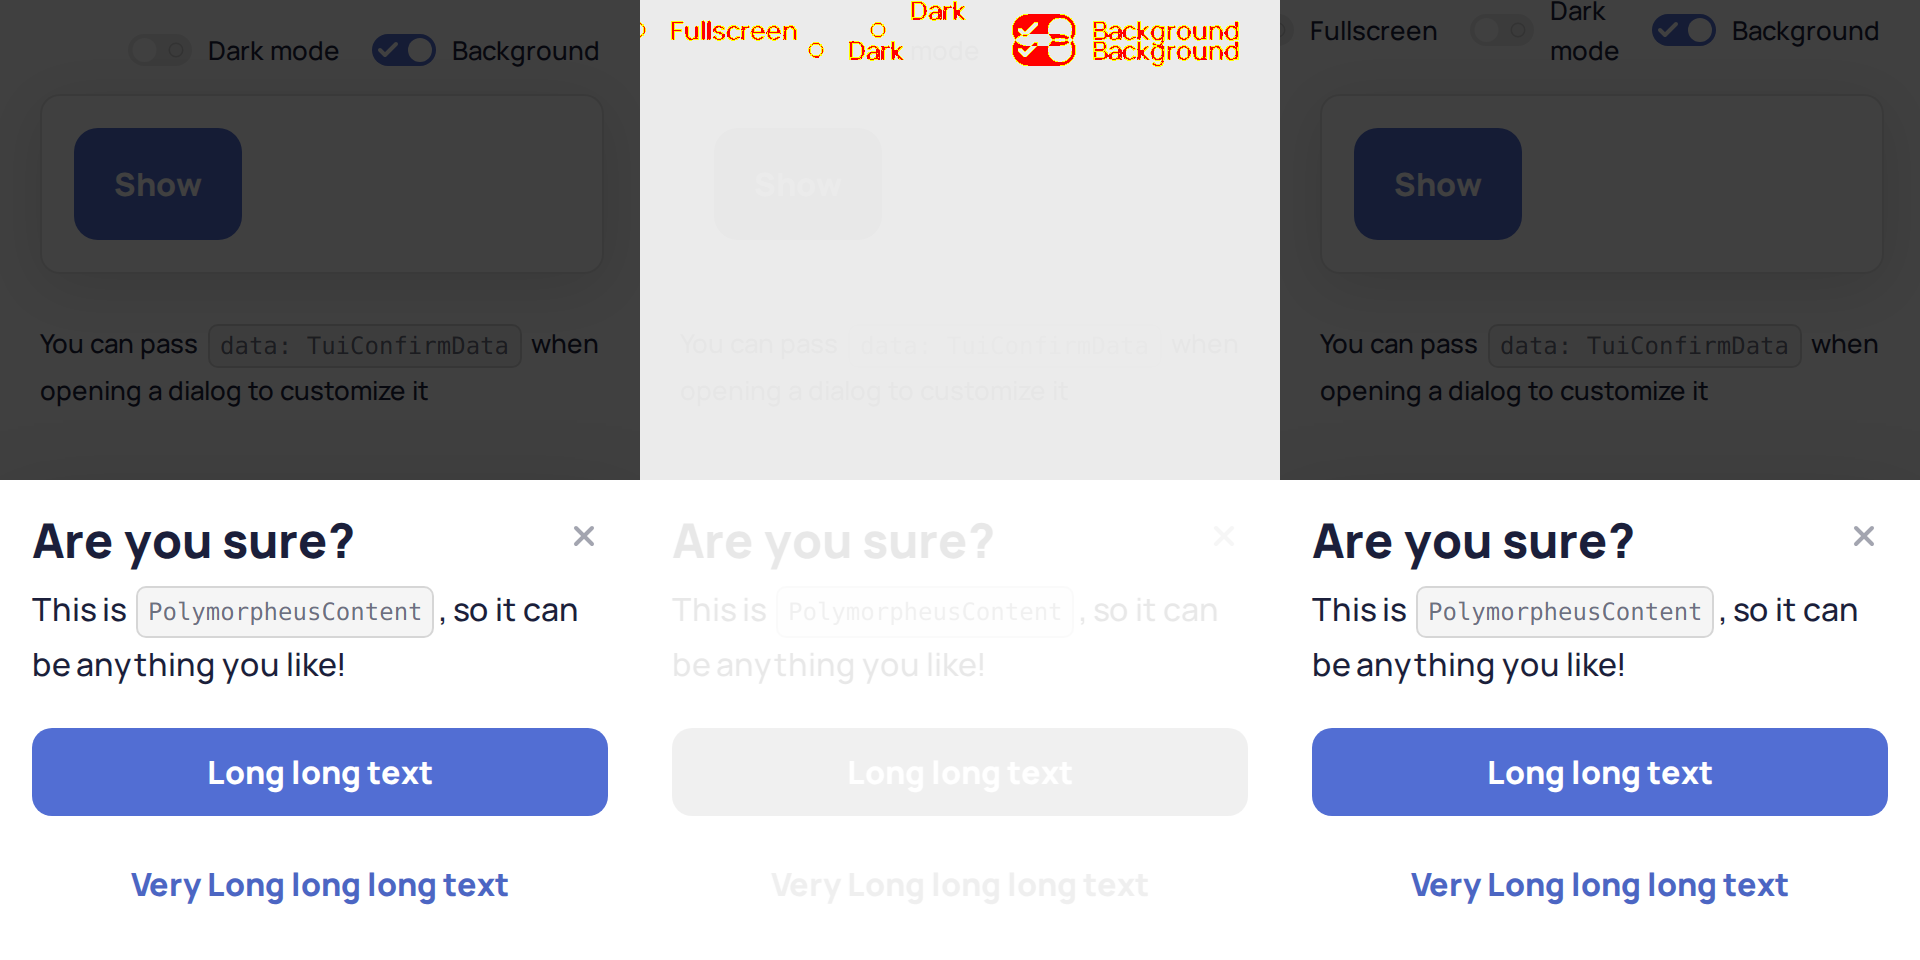 Dark mode Background
Show
You can pass data: TuiConfirmData when
opening a dialog to customize it
Are you sure?
This is PolymorpheusContent , so it can
be anything you like!
Long long text
Very Long long long text
Dark
Fullscreen Background
Dark mode Background
Show
You can pass data: TuiConfirmData when
opening a dialog to customize it
Are you sure?
This is PolymorpheusContent , so it can
be anything you like!
Long long text
Very Long long long text
Fullscreen Dark mode Background
Show
You can pass data: TuiConfirmData when
opening a dialog to customize it
Are you sure?
This is PolymorpheusContent , so it can
be anything you like!
Long long text
Very Long long long text